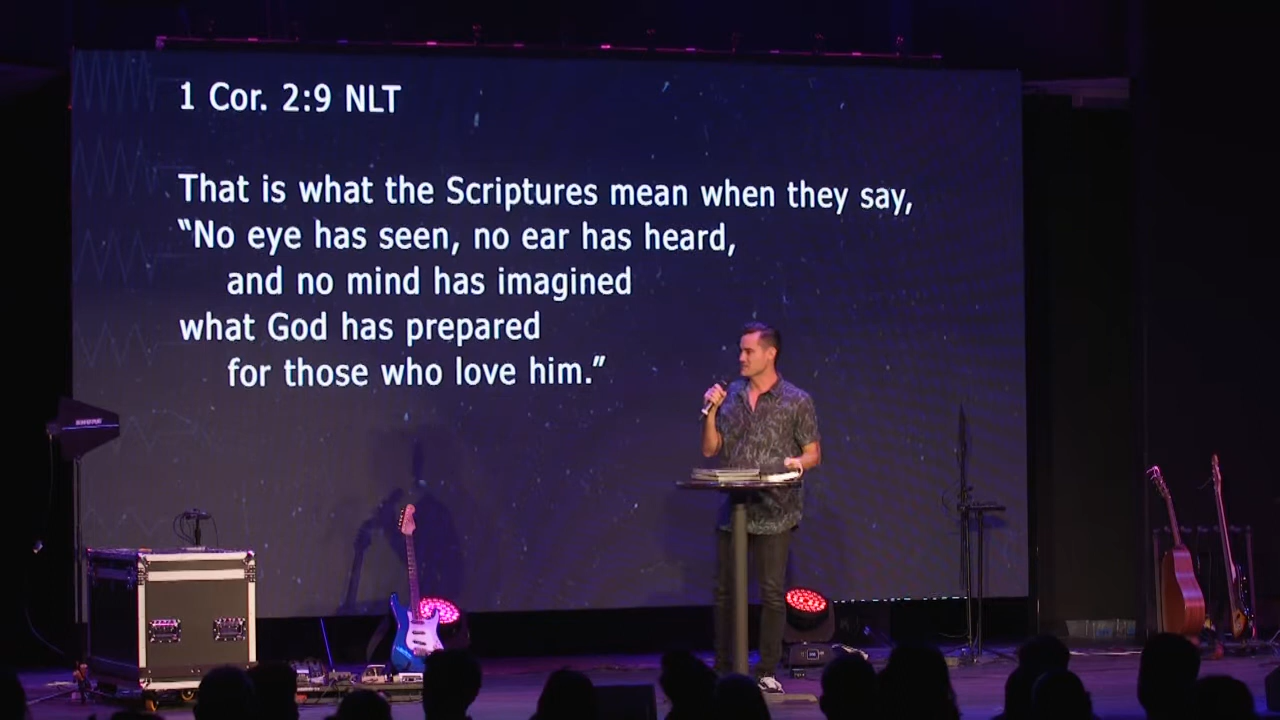 1 Cor. 2:9 NLT
That is what the Scriptures mean when they say,
“No eye has seen, no ear has heard,
and no mind has imagined
what God has prepared
for those who love him.”
SHURE